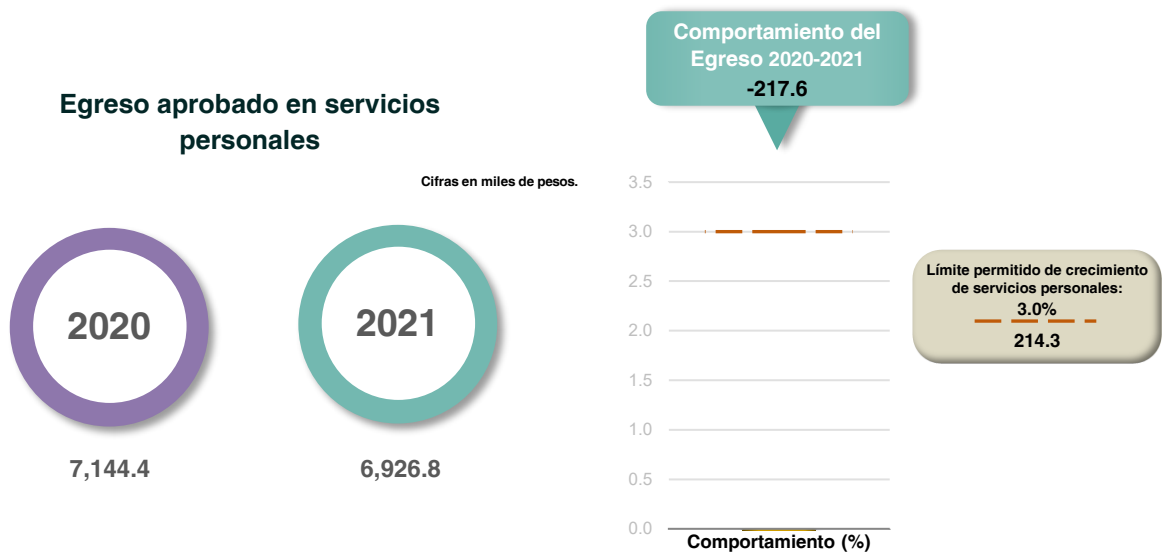 Egreso aprobado en servicios
personales
Cifras en miles de pesos.
2020
2021
7,144.4
6,926.8
Comportamiento del
Egreso 2020-2021
-217.6
3.5
3.0
2.5
2.0
1.5
1.0
0.5
0.0
Comportamiento (%)
Límite permitido de crecimiento
de servicios personales:
3.0%
214.3